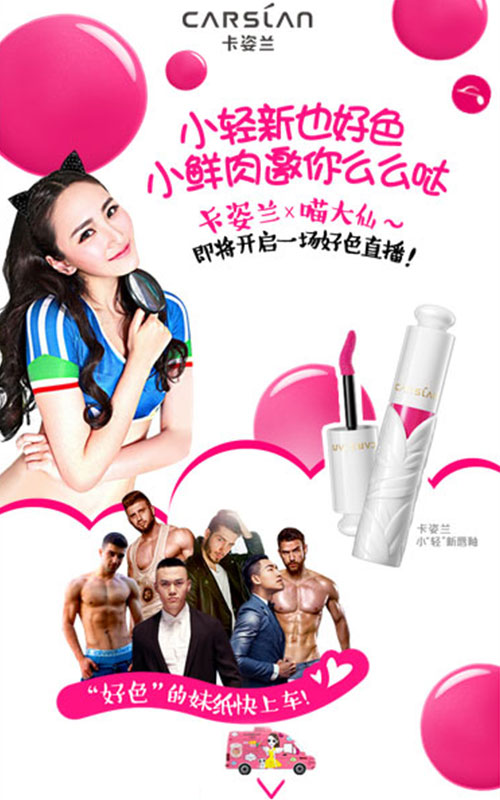 CARSLAN
卡姿兰
小轻新也好色
小鲜肉邀你么么哒
卡姿兰×喵大仙~
即将开启一场好色直播!
CARSLAN
CARSLAN
卡姿兰
小“轻”新唇釉
“好色”的妹纸快上车!